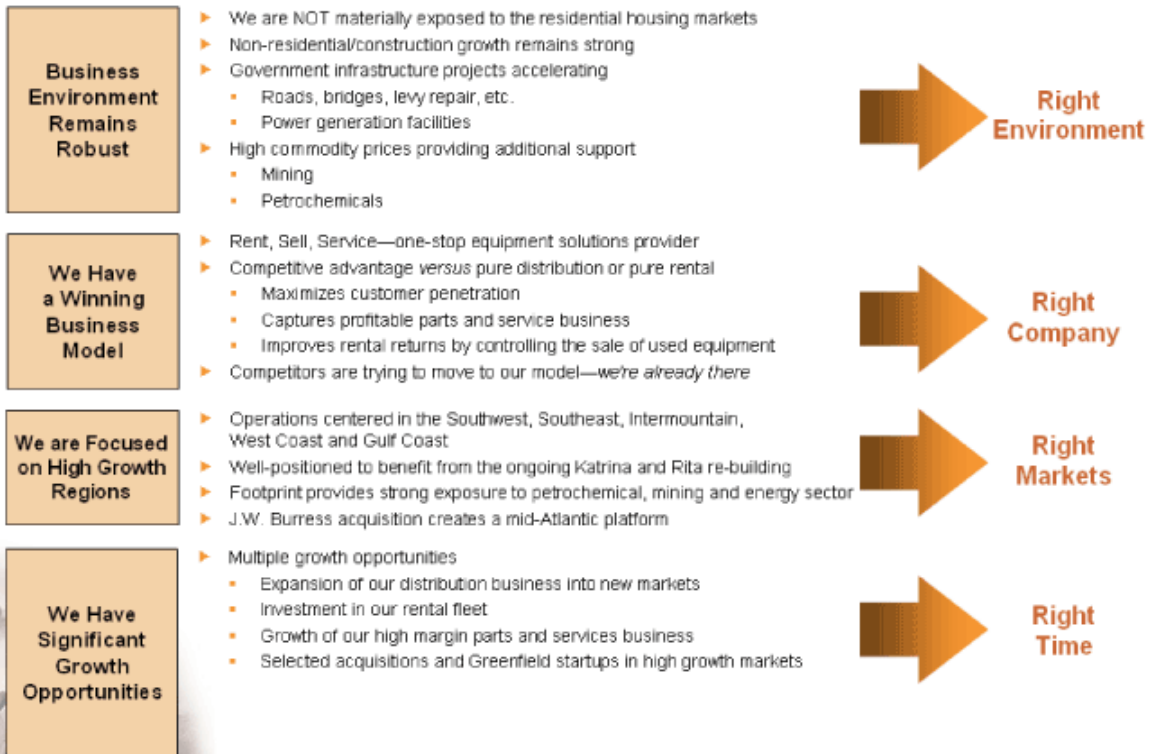 Business
Environment
Remains
Robust
► We are NOT materially exposed to the residential housing markets
► Non-residential/construction growth remains strong
► Government infrastructure projects accelerating
▪ Roads, bridges, levy repair, etc.
▪ Power generation facilities
► High commodity prices providing additional support
▪ Mining
▪ Petrochemicals
Right
Environment
We Have
a Winning
Business
Model
► Rent, Sell, Service—one-stop equipment solutions provider
► Competitive advantage versus pure distribution or pure rental
▪ Maximizes customer penetration
▪ Captures profitable parts and service business
▪ Improves rental returns by controlling the sale of used equipment
► Competitors are trying to move to our model—we're already there
Right
Company
We are Focused
on High Growth
Regions
► Operations centered in the Southwest, Southeast, Intermountain,
West Coast and Gulf Coast
► Well-positioned to benefit from the ongoing Katrina and Rita re-building
► Footprint provides strong exposure to petrochemical, mining and energy sector
► J.W. Burress acquisition creates a mid-Atlantic platform
Right
Markets
We Have
Significant
Growth
Opportunities
► Multiple growth opportunities
▪ Expansion of our distribution business into new markets
▪ Investment in our rental fleet
▪ Growth of our high margin parts and services business
▪ Selected acquisitions and Greenfield startups in high growth markets
Right
Time